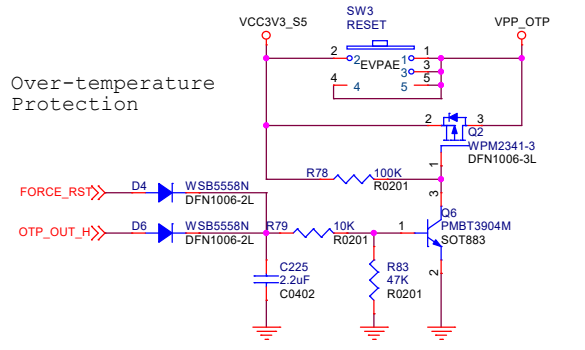 SW3
VCC3V3_S5
RESET
VPP_OTP
2
2
EVPAE
1
1
3
3
4
4
5
5
Over-temperature
Protection
2
3
Q2
WPM2341-3
DFN1006-3L
1
R78
100K
R0201
3
FORCE_RST
D4
WSB5558N
DFN1006-2L
Q6
PMBT3904M
SOT883
OTP_OUT_H
D6
WSB5558N
DFN1006-2L
R79
10K
R0201
1
2
C225
2.2uF
C0402
R83
47K
R0201